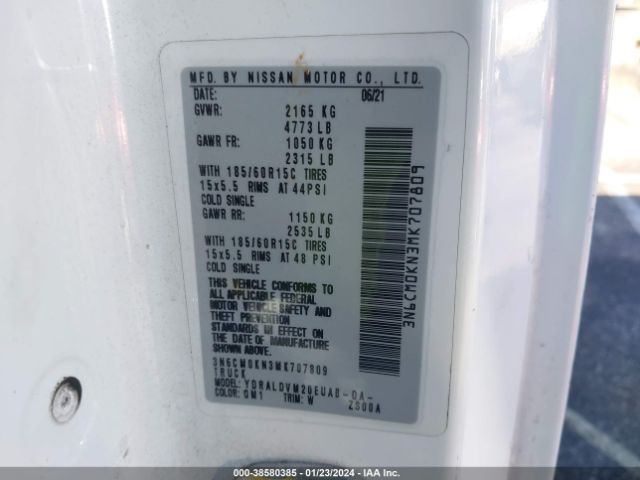 MFD. BY NISSAN MOTOR CO., LTD.
DATE: 06/21
GVWR: 2165 KG
4773 LB
GAWR FR: 1050 KG
2315 LB
WITH 185/60R15C TIRES
15x5.5 RIMS AT 44PSI
COLD SINGLE
GAWR RR: 1150 KG
2535 LB
WITH 185/60R15C TIRES
15x5.5 RIMS AT 48 PSI
COLD SINGLE
THIS VEHICLE CONFORMS TO
ALL APPLICABLE FEDERAL
MOTOR VEHICLE SAFETY AND
THEFT PREVENTION
STANDARDS IN EFFECT ON
THE DATE OF MANUFACTURE
SHOWN ABOVE.
3N6CM0KN3MK707809
TRUCK
MODEL: YDRALDVM20EUAB-DA-
ZS00A
COLOR: QM1 TRIM: W
3N6CM0KN3MK707809
000-38580385 - 01/23/2024 - IAA Inc.